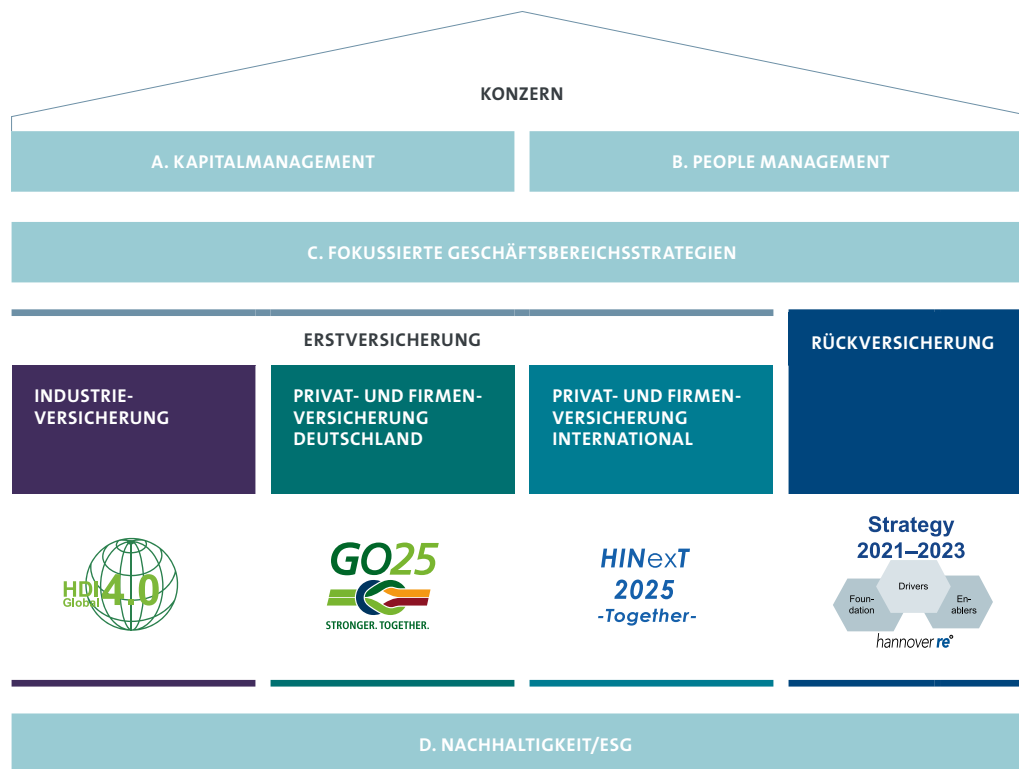 KONZERN
A. KAPITALMANAGEMENT
B. PEOPLE MANAGEMENT
C. FOKUSSIERTE GESCHÄFTSBEREICHSSTRATEGIEN
ERSTVERSICHERUNG
RÜCKVERSICHERUNG
INDUSTRIE-
VERSICHERUNG
PRIVAT- UND FIRMEN-
VERSICHERUNG
DEUTSCHLAND
PRIVAT- UND FIRMEN-
VERSICHERUNG
INTERNATIONAL
HDI 4.0
Global
GO25
STRONGER. TOGETHER.
HINexT
2025
-Together-
Strategy
2021–2023
Drivers
Foun-
dation
En-
ablers
hannover re°
D. NACHHALTIGKEIT/ESG